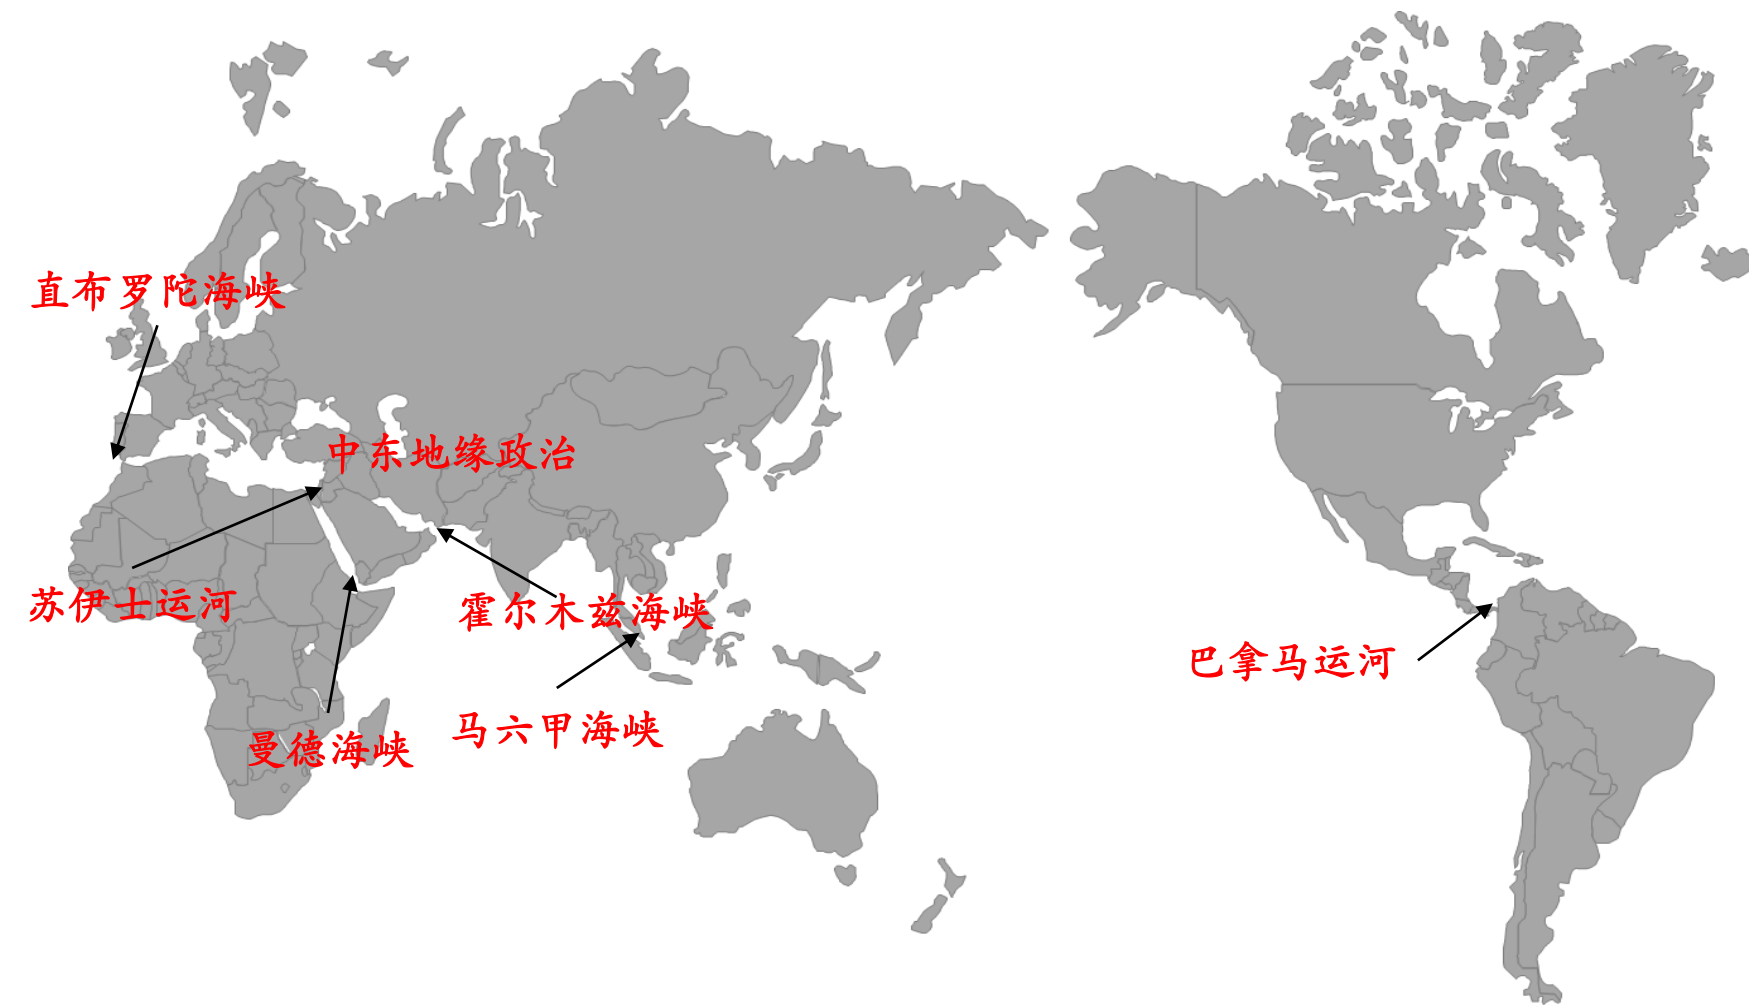 直布罗陀海峡
中东地缘政治
苏伊士运河
霍尔木兹海峡
巴拿马运河
马六甲海峡
曼德海峡